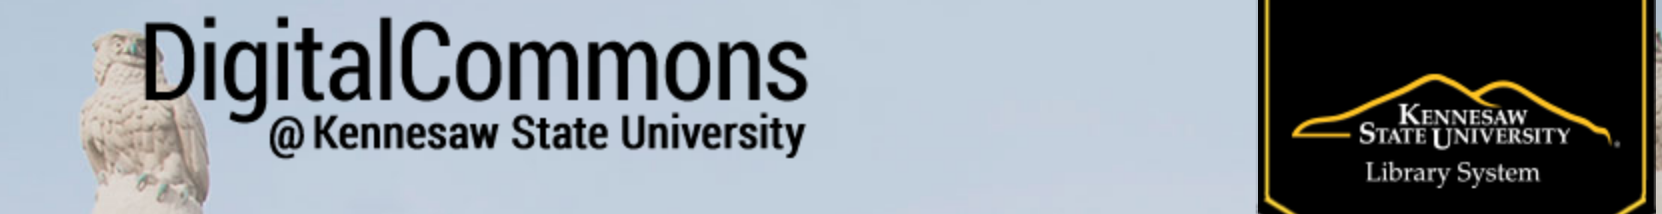 DigitalCommons
@ Kennesaw State University
KENNESAW
STATE UNIVERSITY
Library System